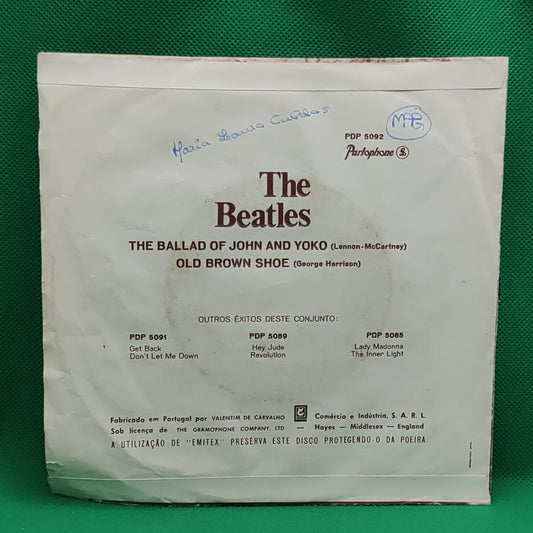 Maria Laura Caldas
MG
PDP 5092
Parlophone
The
Beatles
THE BALLAD OF JOHN AND YOKO (Lennon-McCartney)
OLD BROWN SHOE (George Harrison)
OUTROS ÊXITOS DESTE CONJUNTO:
PDP 5091
Get Back
Don't Let Me Down
PDP 5089
Hey Jude
Revolution
PDP 5085
Lady Madonna
The Inner Light
Fabricado em Portugal por VALENTIM DE CARVALHO Comércio e Indústria, S. A. R. L.
Sob licença de THE GRAMOPHONE COMPANY, LTD — Hayes — Middlesex — England
A UTILIZAÇÃO DE "EMITEX" PRESERVA ESTE DISCO PROTEGENDO-O DA POEIRA